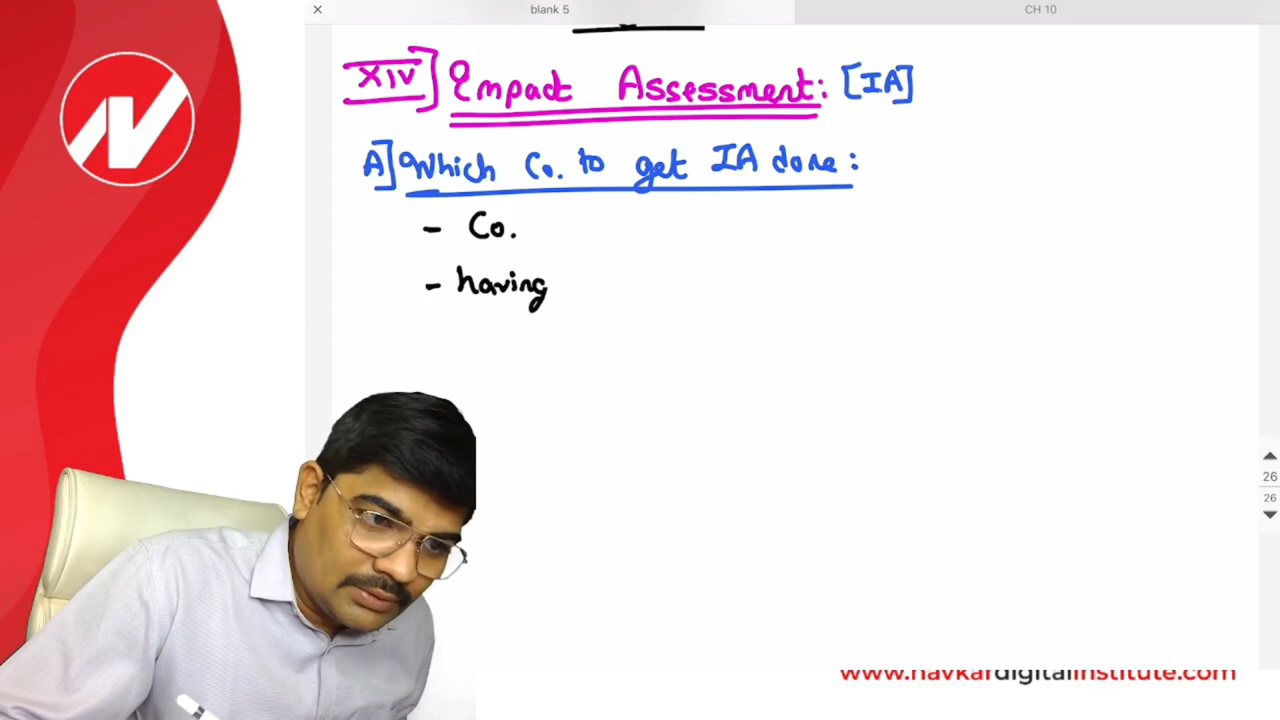 × blank 5 CH 10
XIV] Impact Assessment: [IA]
A] Which Co. to get IA done:
- Co.
- having
26
26
www.navkardigitalinstitute.com